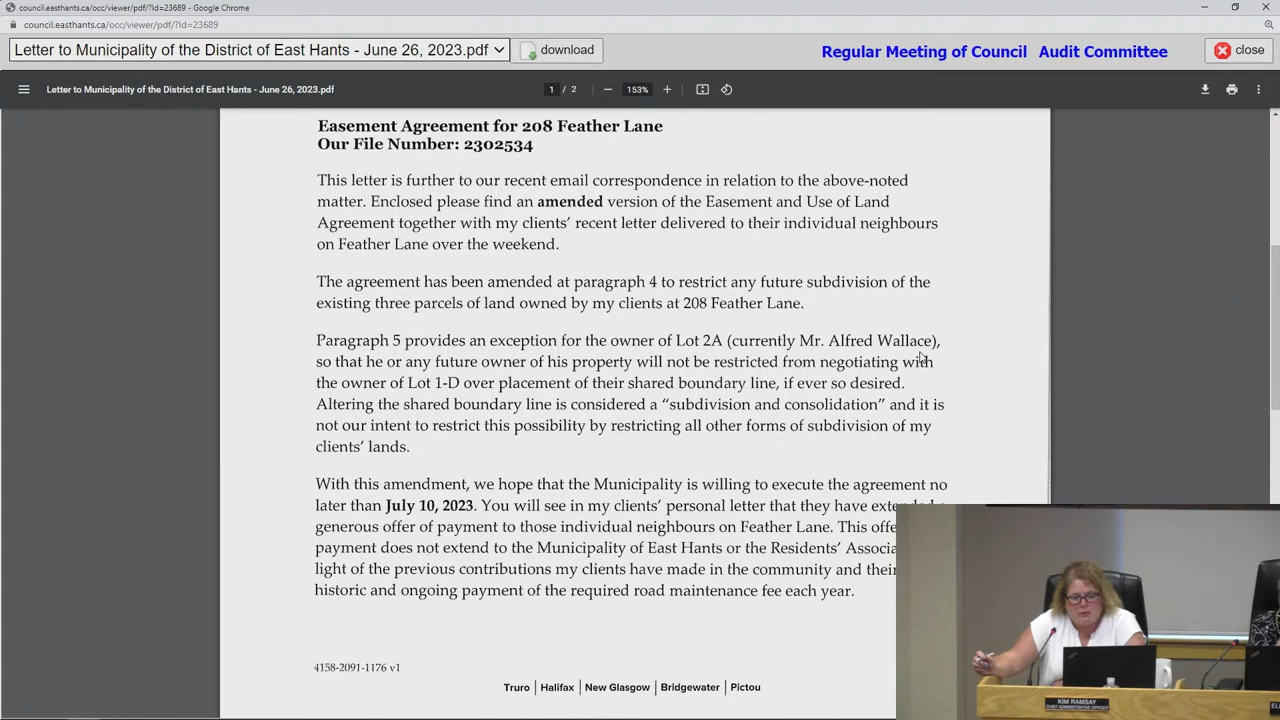 council.easthants.ca/occ/viewer/pdf/?Id=23689 - Google Chrome
council.easthants.ca/occ/viewer/pdf/?Id=23689
Letter to Municipality of the District of East Hants - June 26, 2023.pdf download Regular Meeting of Council Audit Committee close
Letter to Municipality of the District of East Hants - June 26, 2023.pdf 1 / 2 153%
Easement Agreement for 208 Feather Lane
Our File Number: 2302534
This letter is further to our recent email correspondence in relation to the above-noted
matter. Enclosed please find an amended version of the Easement and Use of Land
Agreement together with my clients' recent letter delivered to their individual neighbours
on Feather Lane over the weekend.
The agreement has been amended at paragraph 4 to restrict any future subdivision of the
existing three parcels of land owned by my clients at 208 Feather Lane.
Paragraph 5 provides an exception for the owner of Lot 2A (currently Mr. Alfred Wallace),
so that he or any future owner of his property will not be restricted from negotiating with
the owner of Lot 1-D over placement of their shared boundary line, if ever so desired.
Altering the shared boundary line is considered a "subdivision and consolidation" and it is
not our intent to restrict this possibility by restricting all other forms of subdivision of my
clients' lands.
With this amendment, we hope that the Municipality is willing to execute the agreement no
later than July 10, 2023. You will see in my clients' personal letter that they have
generous offer of payment to those individual neighbours on Feather Lane. This
payment does not extend to the Municipality of East Hants or the Residents'
light of the previous contributions my clients have made in the community and their
historic and ongoing payment of the required road maintenance fee each year.
4158-2091-1176 v1
Truro | Halifax | New Glasgow | Bridgewater | Pictou
KIM RAMSAY
CHIEF ADMINISTRATIVE OFFICER